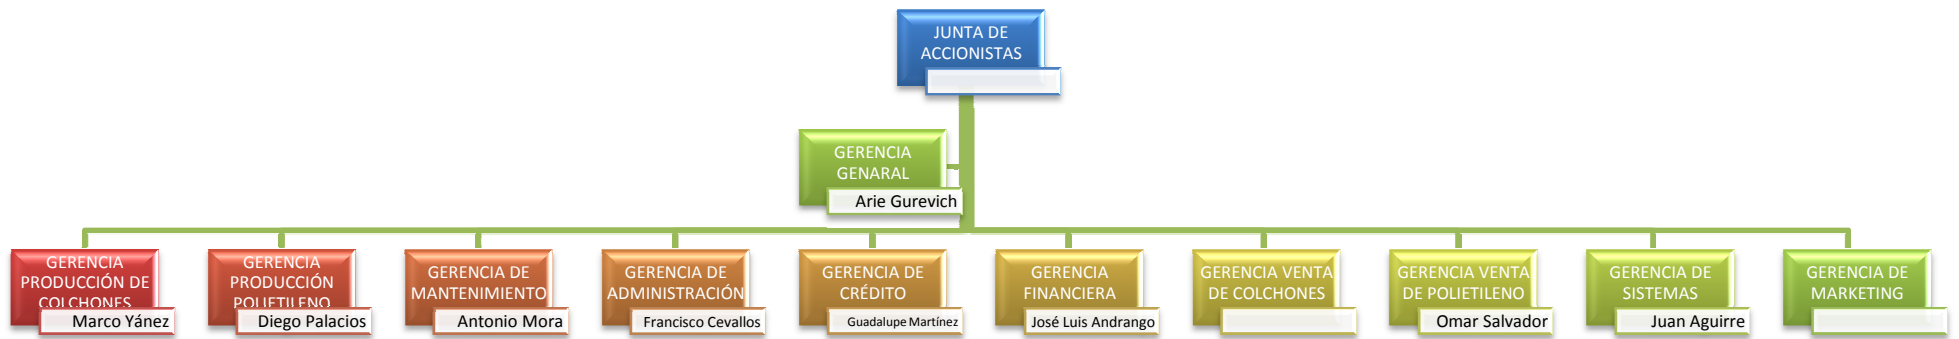 JUNTA DE
ACCIONISTAS
GERENCIA
GENARAL
Arie Gurevich
GERENCIA
PRODUCCIÓN DE
COLCHONES
Marco Yánez
GERENCIA
PRODUCCIÓN
POLIETILENO
Diego Palacios
GERENCIA DE
MANTENIMIENTO
Antonio Mora
GERENCIA DE
ADMINISTRACIÓN
Francisco Cevallos
GERENCIA DE
CRÉDITO
Guadalupe Martínez
GERENCIA
FINANCIERA
José Luis Andrango
GERENCIA VENTA
DE COLCHONES
GERENCIA VENTA
DE POLIETILENO
Omar Salvador
GERENCIA DE
SISTEMAS
Juan Aguirre
GERENCIA DE
MARKETING